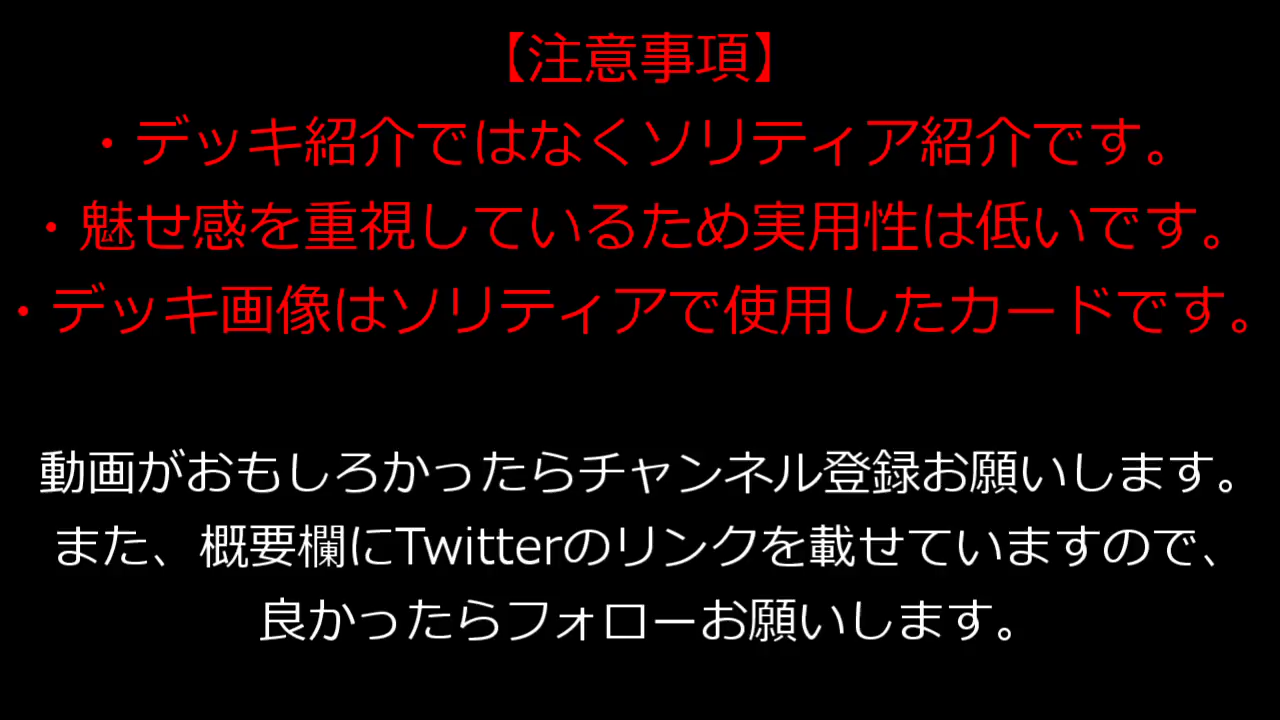 【注意事項】
・デッキ紹介ではなくソリティア紹介です。
・魅せ感を重視しているため実用性は低いです。
・デッキ画像はソリティアで使用したカードです。
動画がおもしろかったらチャンネル登録お願いします。
また、概要欄にTwitterのリンクを載せていますので、
良かったらフォローお願いします。